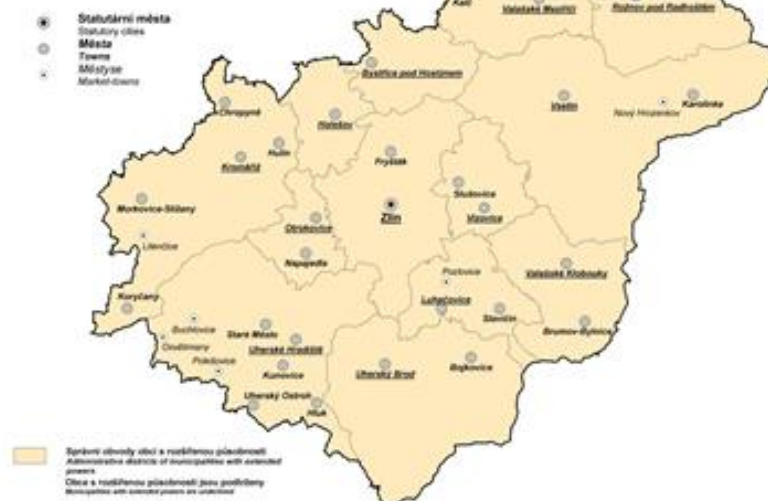 Statutární města
Statutory cities
Města
Towns
Městyse
Market-towns
Kelč
Valašské Meziříčí
Rožnov pod Radhoštěm
Bystřice pod Hostýnem
Chropyně
Holešov
Vsetín
Nový Hrozenkov
Karolinka
Hulín
Kroměříž
Fryšták
Slušovice
Vizovice
Zlín
Morkovice-Slížany
Otrokovice
Litenčice
Napajedla
Pozlovice
Valašské Klobouky
Koryčany
Luhačovice
Slavičín
Buchlovice
Staré Město
Brumov-Bylnice
Osvětimany
Uherské Hradiště
Polešovice
Kunovice
Uherský Brod
Bojkovice
Uherský Ostroh
Hluk
Správní obvody obcí s rozšířenou působností
Administrative districts of municipalities with extended
powers
Obce s rozšířenou působností jsou podtrženy
Municipalities with extended powers are underlined